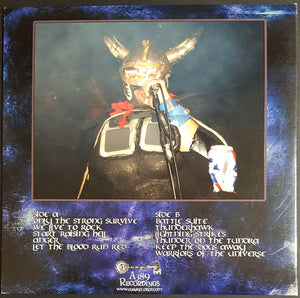 SIDE A
ONLY THE STRONG SURVIVE
WE LIVE TO ROCK
START RAISING HELL
ANGER
LET THE BLOOD RUN RED
SIDE B
BATTLE SUITE
THUNDERHAWK
LIGHTNING STRIKES
THUNDER ON THE TUNDRA
KEEP THE DOGS AWAY
WARRIORS OF THE UNIVERSE
A389
RECORDINGS